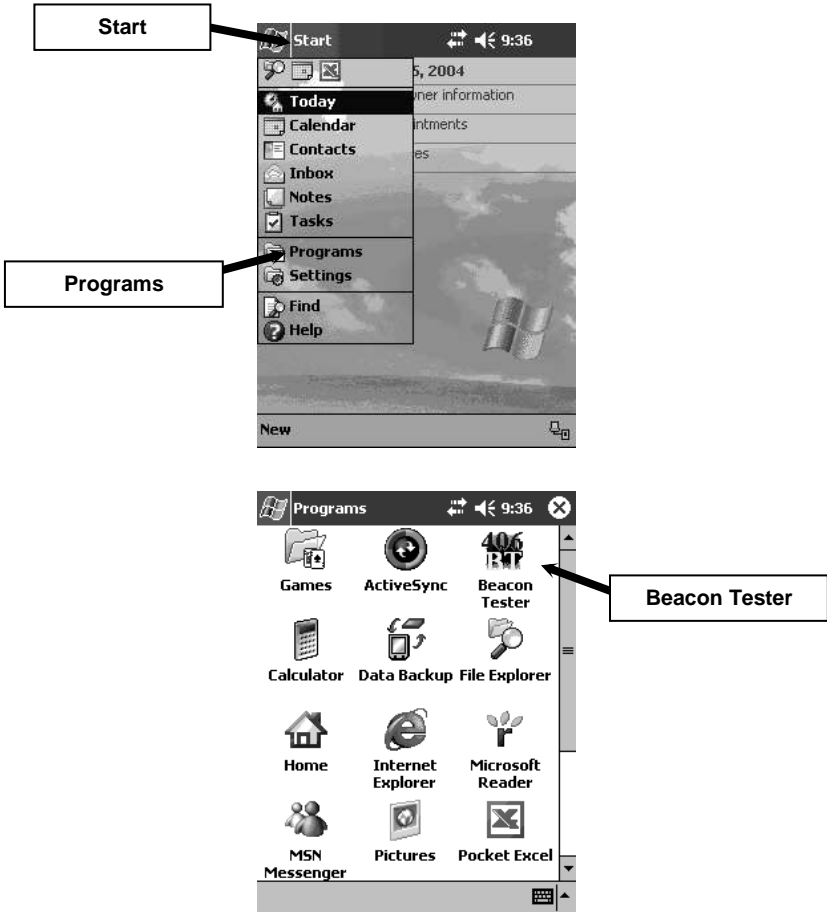 Start
Start 9:36
5, 2004
Today
wner information
Calendar
intments
Contacts
es
Inbox
Notes
Tasks
Programs
Programs
Settings
Find
Help
New
Programs 9:36
406
BT
Games ActiveSync Beacon
Tester
Beacon Tester
Calculator Data Backup File Explorer
Home Internet Microsoft
Explorer Reader
MSN Pictures Pocket Excel
Messenger